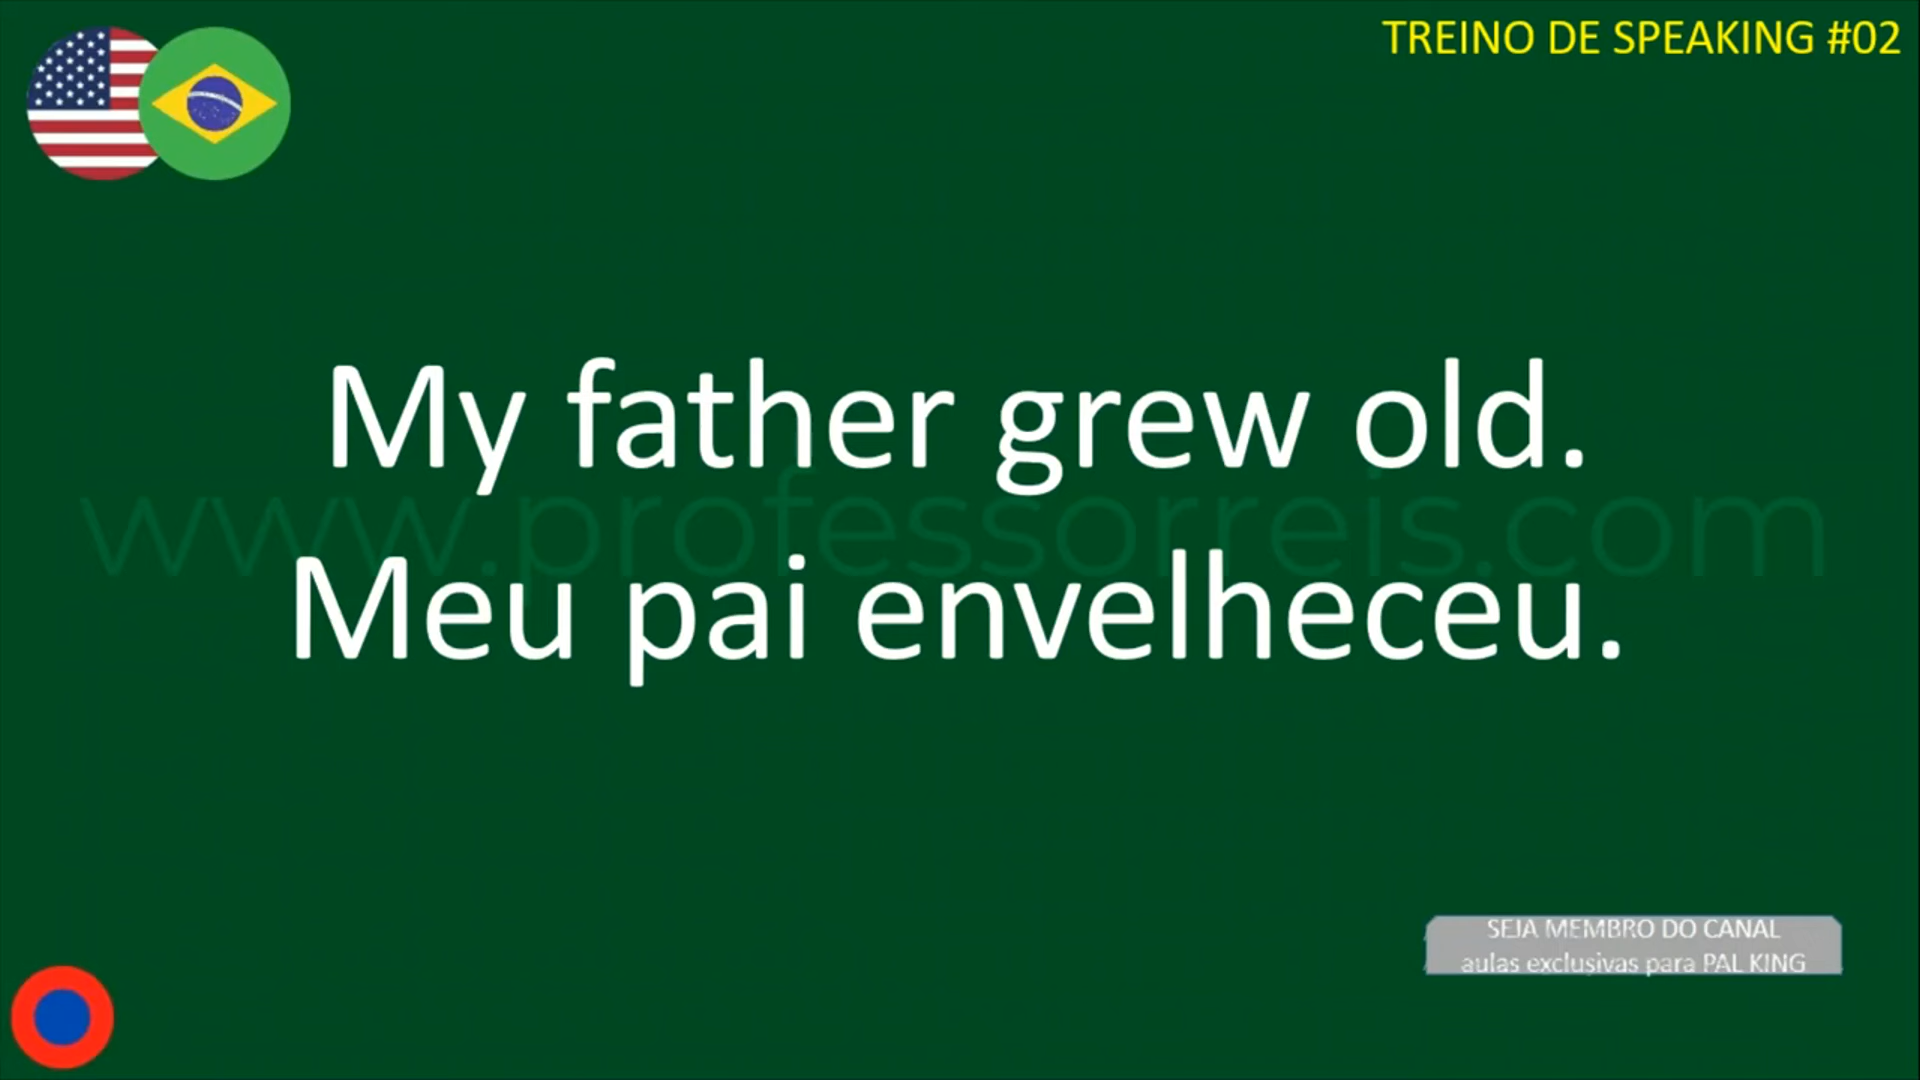 TREINO DE SPEAKING #02
My father grew old.
www.professorreis.com
Meu pai envelheceu.
SEJA MEMBRO DO CANAL
aulas exclusivas para PAL KING